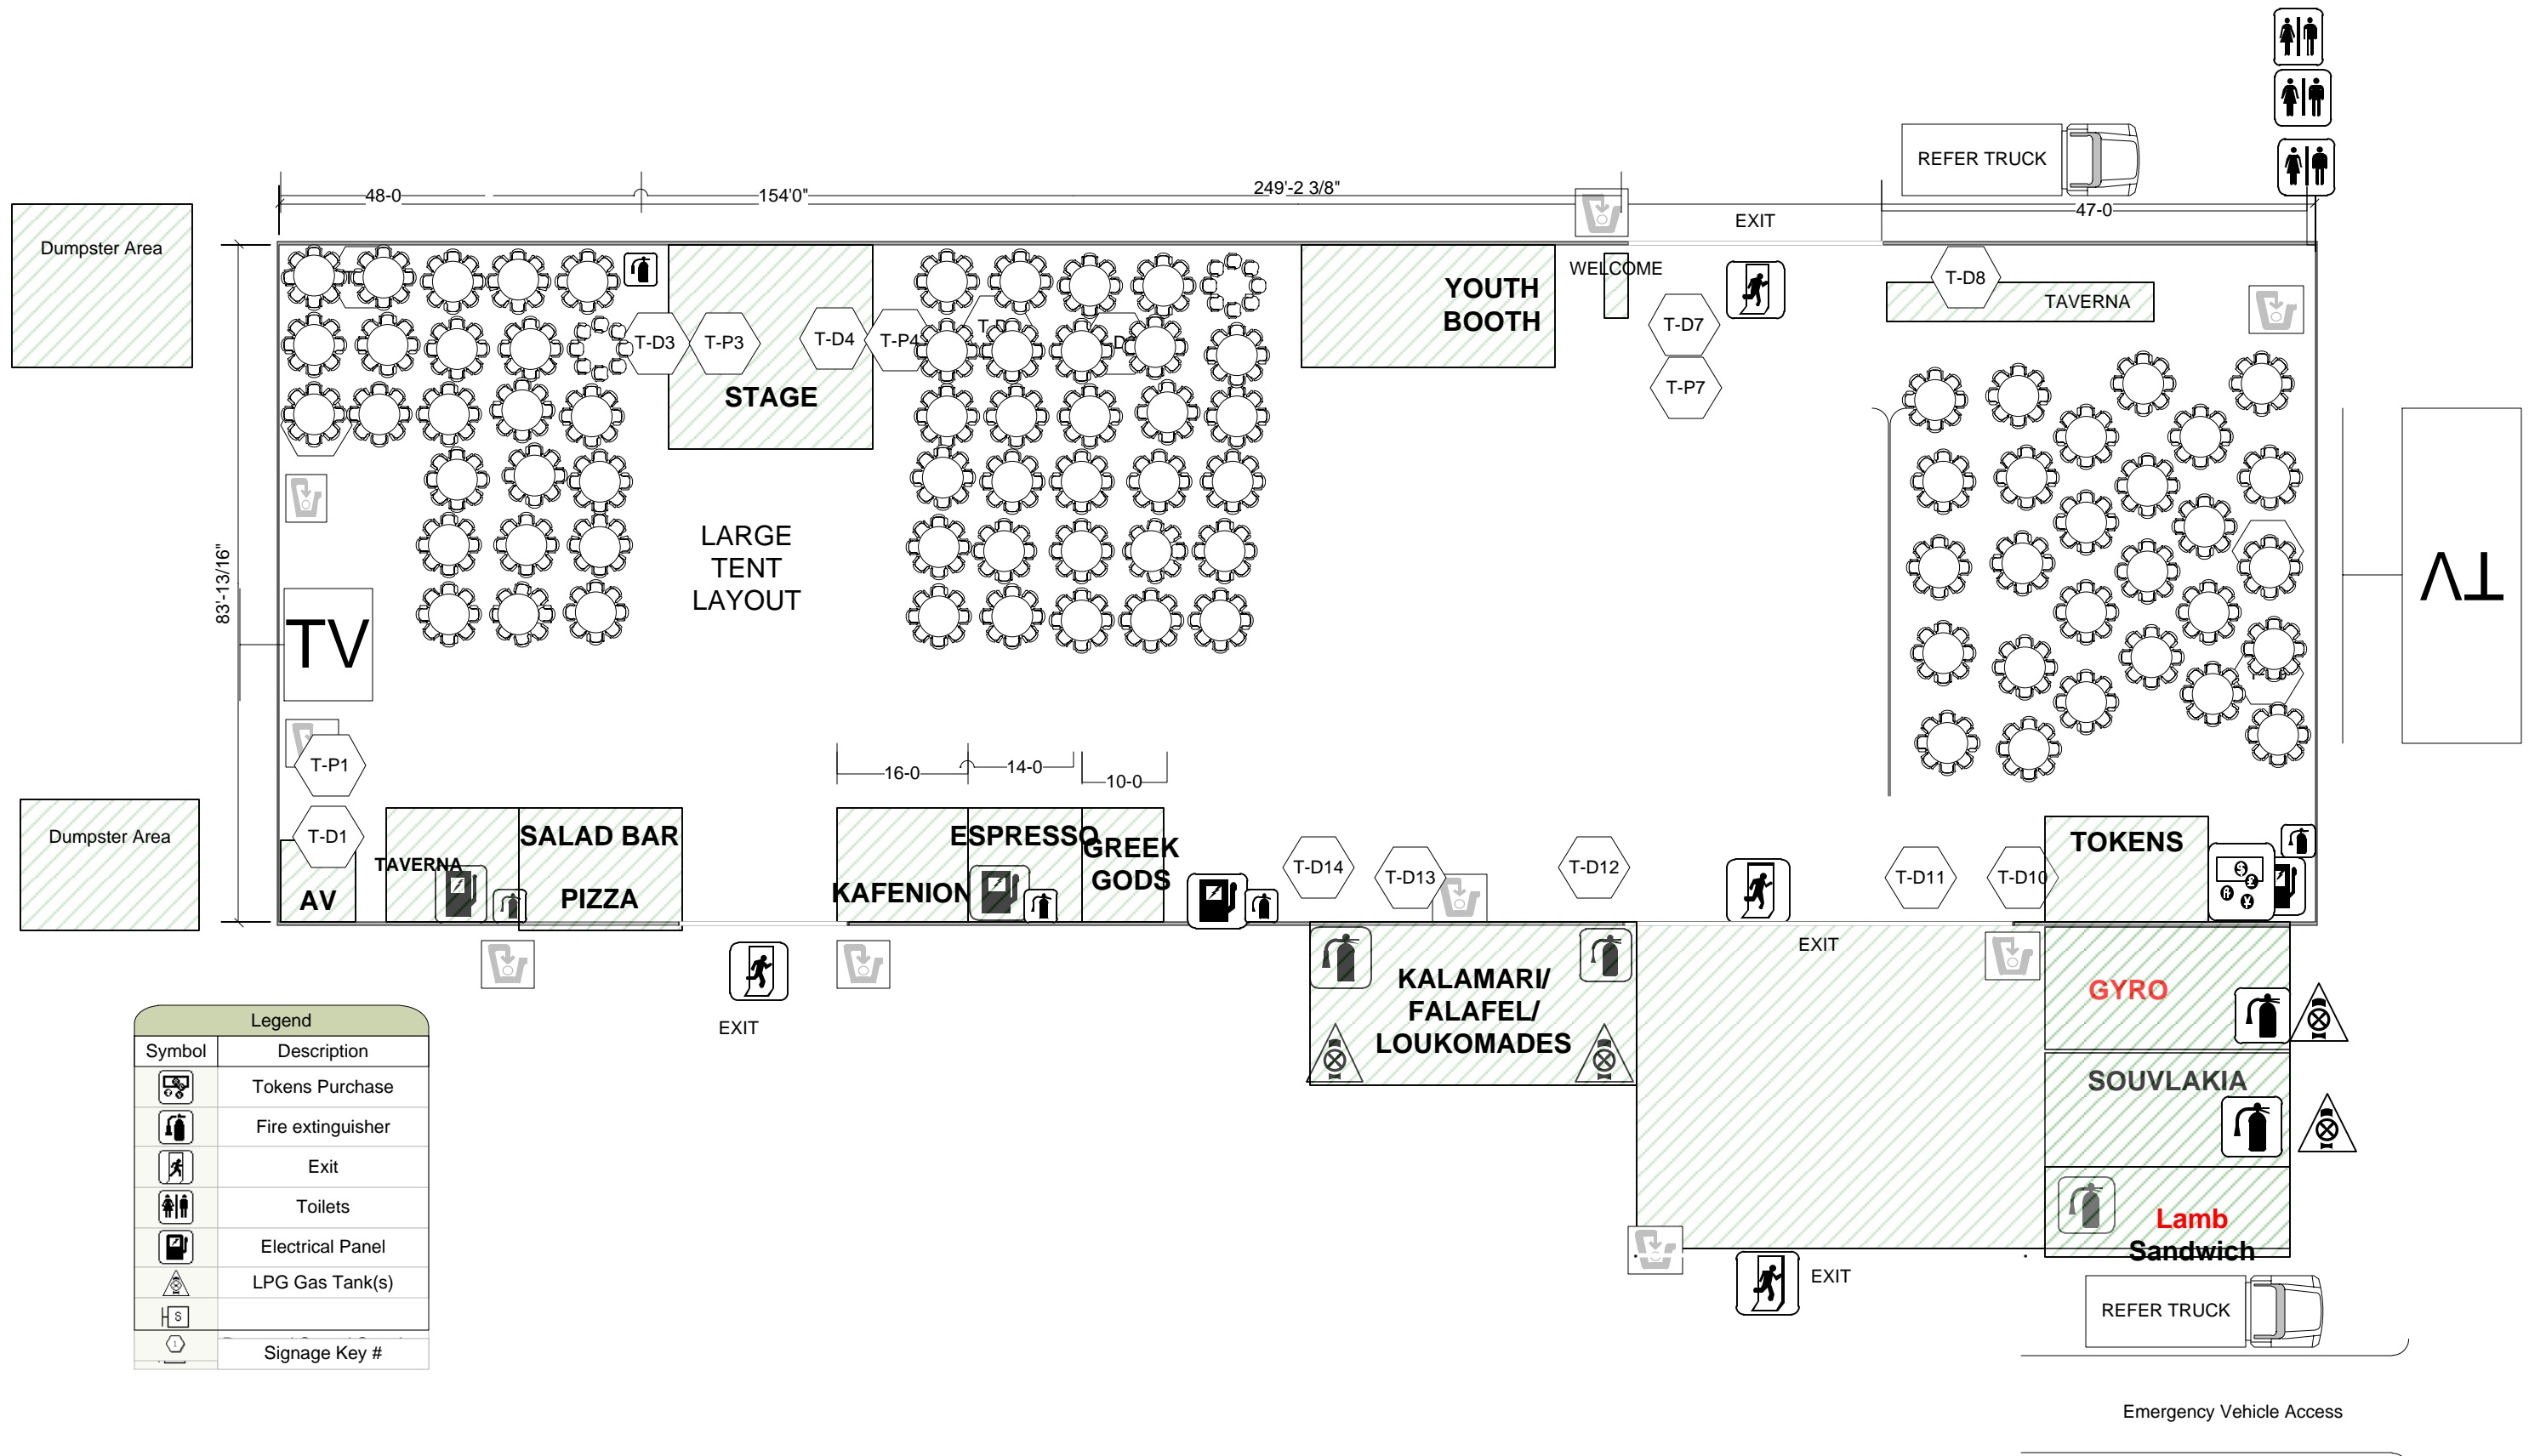 REFER TRUCK
48-0
154'0"
249'-2 3/8"
47-0
EXIT
Dumpster Area
WELCOME
YOUTH
BOOTH
T-D8
TAVERNA
T-D3
T-P3
T-D4
T-P4
T-D7
T-P7
STAGE
LARGE
TENT
LAYOUT
83'-13/16"
TV
TV
T-P1
16-0
14-0
10-0
Dumpster Area
T-D1
AV
TAVERNA
SALAD BAR
PIZZA
KAFENION
ESPRESSO
GREEK
GODS
T-D14
T-D13
T-D12
T-D11
T-D10
TOKENS
EXIT
EXIT
KALAMARI/
FALAFEL/
LOUKOMADES
GYRO
SOUVLAKIA
Lamb
Sandwich
EXIT
REFER TRUCK
Emergency Vehicle Access
Legend
Symbol Description
Tokens Purchase
Fire extinguisher
Exit
Toilets
Electrical Panel
LPG Gas Tank(s)
S
1
Signage Key #